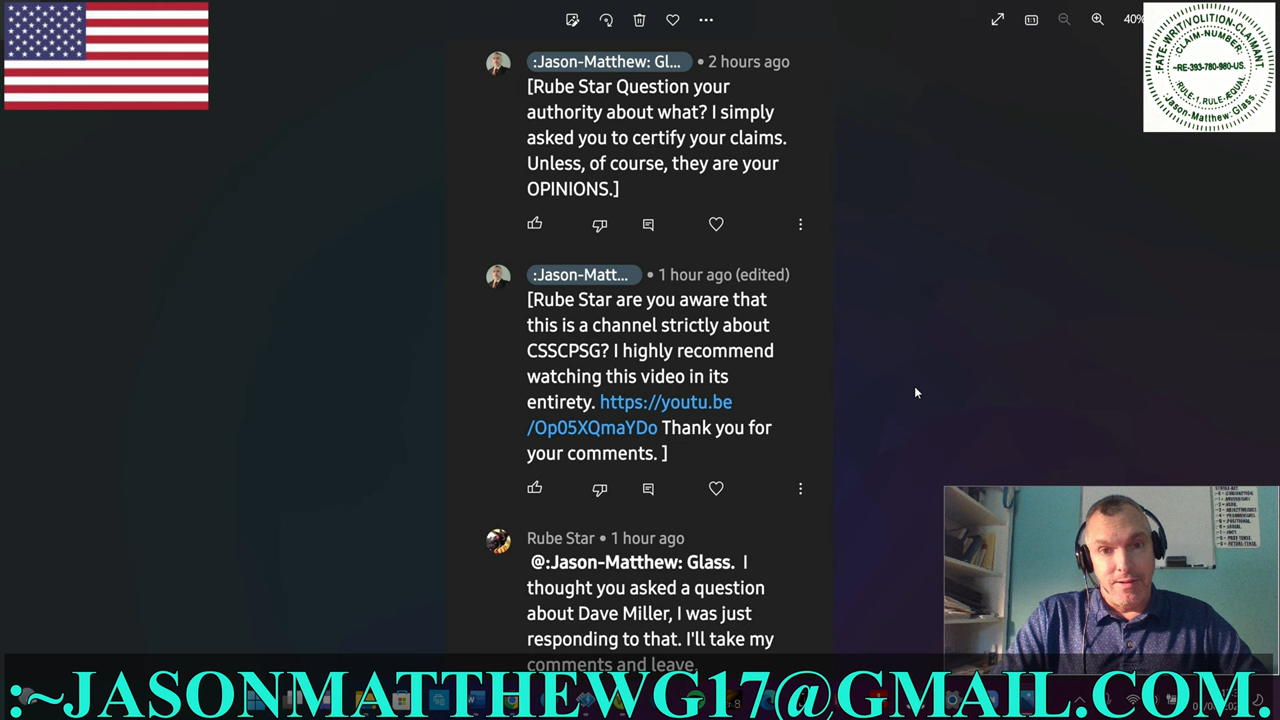 40%
:FATE-WRIT/VOLITION-CLAIMANT.
:CLAIM-NUMBER:
~RE-393-780-980-US.
:RULE.-1.RULE.-ÆQUAL.
:Jason-Matthew: Glass.
:Jason-Matthew: Gl... • 2 hours ago
[Rube Star Question your
authority about what? I simply
asked you to certify your claims.
Unless, of course, they are your
OPINIONS.]
:Jason-Matt... • 1 hour ago (edited)
[Rube Star are you aware that
this is a channel strictly about
CSSCPSG? I highly recommend
watching this video in its
entirety. https://youtu.be
/Op05XQmaYDo Thank you for
your comments. ]
Rube Star • 1 hour ago
@:Jason-Matthew: Glass. I
thought you asked a question
about Dave Miller, I was just
responding to that. I'll take my
comments and leave.
:~JASONMATTHEWG17@GMAIL.COM.